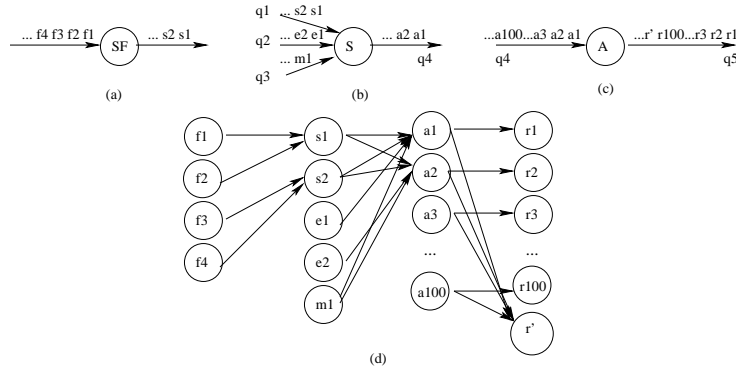 ... f4 f3 f2 f1
SF
... s2 s1
(a)
q1
... s2 s1
q2
... e2 e1
... m1
q3
S
... a2 a1
q4
(b)
...a100...a3 a2 a1
q4
A
...r' r100...r3 r2 r1
q5
(c)
f1
s1
a1
r1
f2
s2
a2
r2
f3
e1
a3
r3
f4
e2
...
...
m1
a100
r100
r'
(d)